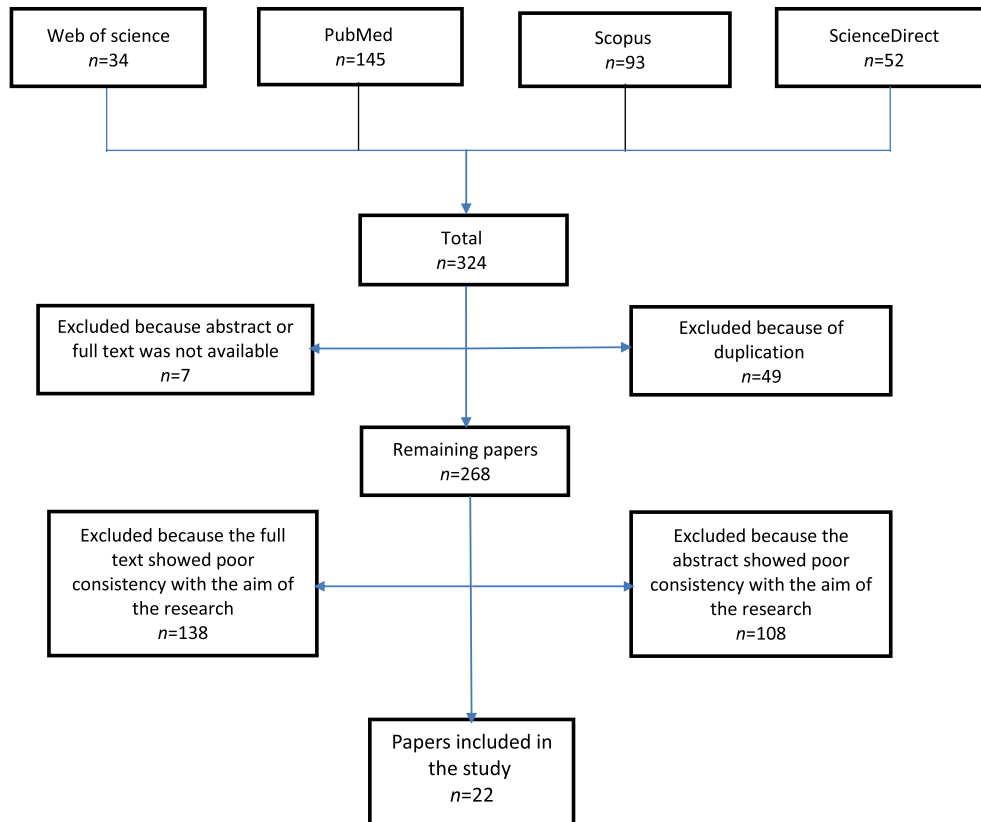 Web of science
n=34
PubMed
n=145
Scopus
n=93
ScienceDirect
n=52
Total
n=324
Excluded because abstract or
full text was not available
n=7
Excluded because of
duplication
n=49
Remaining papers
n=268
Excluded because the full
text showed poor
consistency with the aim of
the research
n=138
Excluded because the
abstract showed poor
consistency with the aim of
the research
n=108
Papers included in
the study
n=22